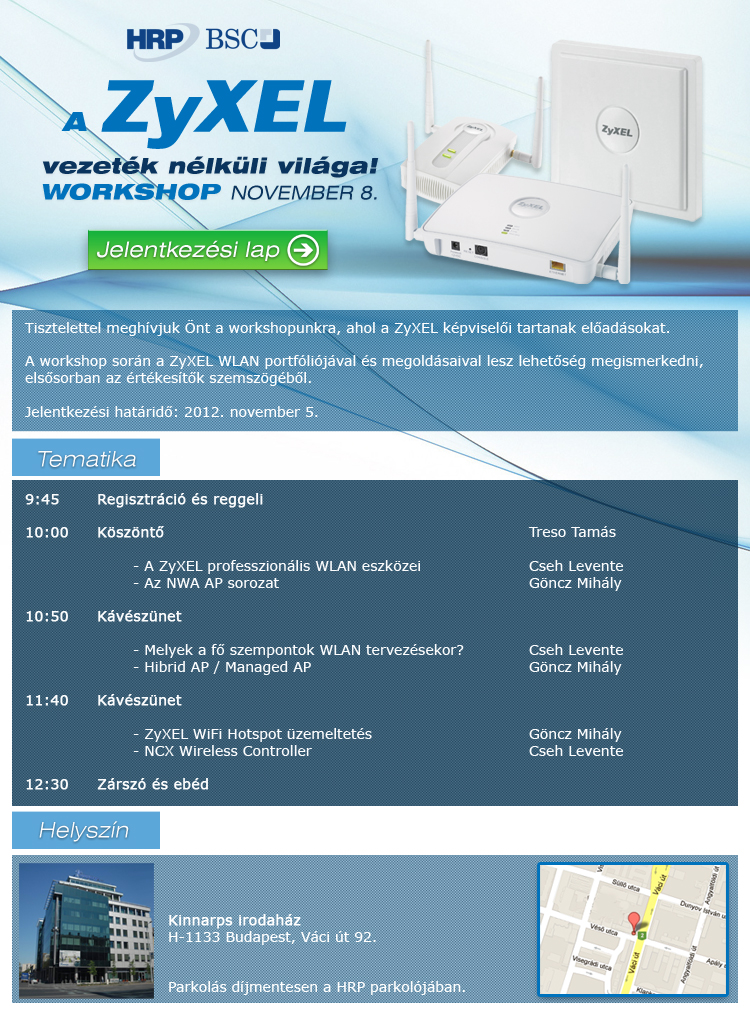 HRP BSC
A ZyXEL
vezeték nélküli világa!
WORKSHOP NOVEMBER 8.
Jelentkezési lap
ZyXEL
ZyXEL
Tisztelettel meghívjuk Önt a workshopunkra, ahol a ZyXEL képviselői tartanak előadásokat.
A workshop során a ZyXEL WLAN portfóliójával és megoldásaival lesz lehetőség megismerkedni,
elsősorban az értékesítők szemszögéből.
Jelentkezési határidő: 2012. november 5.
Tematika
9:45 Regisztráció és reggeli
10:00 Köszöntő Treso Tamás
- A ZyXEL professzionális WLAN eszközei Cseh Levente
- Az NWA AP sorozat Göncz Mihály
10:50 Kávészünet
- Melyek a fő szempontok WLAN tervezésekor? Cseh Levente
- Hibrid AP / Managed AP Göncz Mihály
11:40 Kávészünet
- ZyXEL WiFi Hotspot üzemeltetés Göncz Mihály
- NCX Wireless Controller Cseh Levente
12:30 Zárszó és ebéd
Helyszín
Kinnarps irodaház
H-1133 Budapest, Váci út 92.
Parkolás díjmentesen a HRP parkolójában.
Süllő utca
Váci út
Angyalföldi út
Dunyov István u
Véső utca
Visegrádi utca
Váci út
Angyalföldi út
Apály u